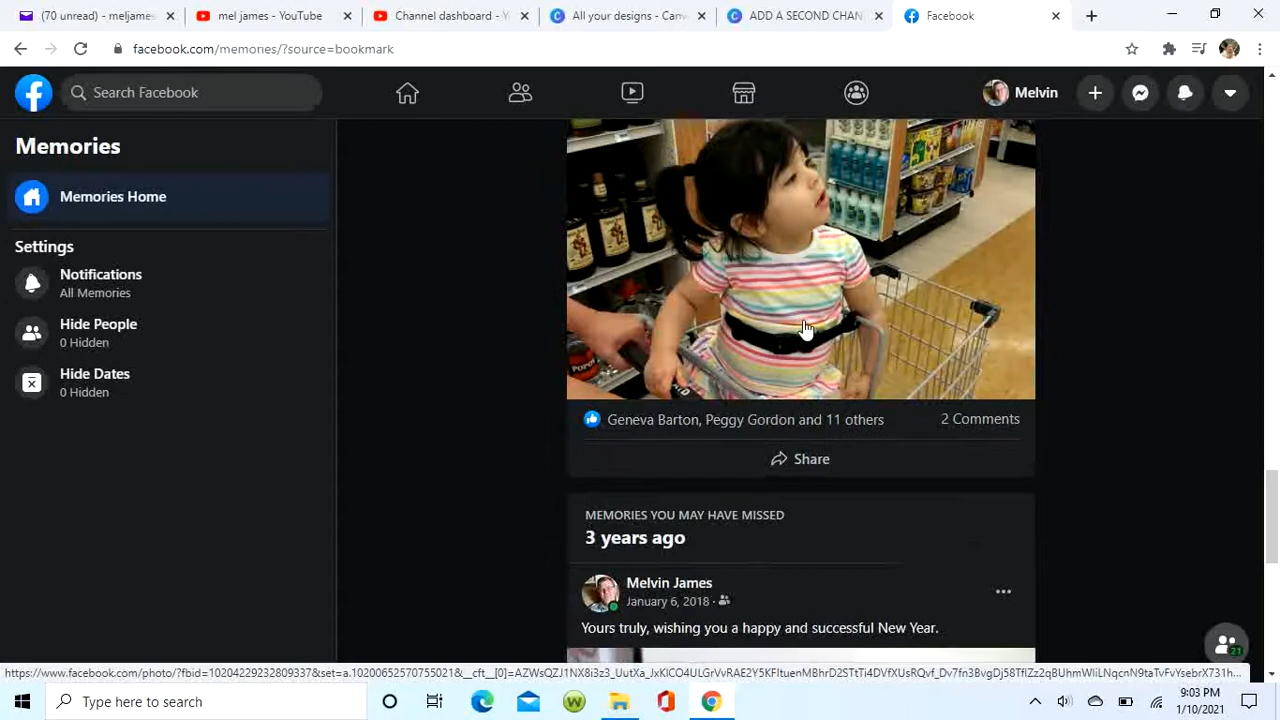 (70 unread) - meljames
mel james - YouTube
Channel dashboard - Y
All your designs - Canv
ADD A SECOND CHAN
Facebook
facebook.com/memories/?source=bookmark
Search Facebook
Melvin
Memories
Memories Home
Settings
Notifications
All Memories
Hide People
0 Hidden
Hide Dates
0 Hidden
Geneva Barton, Peggy Gordon and 11 others
2 Comments
Share
MEMORIES YOU MAY HAVE MISSED
3 years ago
Melvin James
January 6, 2018
Yours truly, wishing you a happy and successful New Year.
21
Type here to search
9:03 PM
1/10/2021